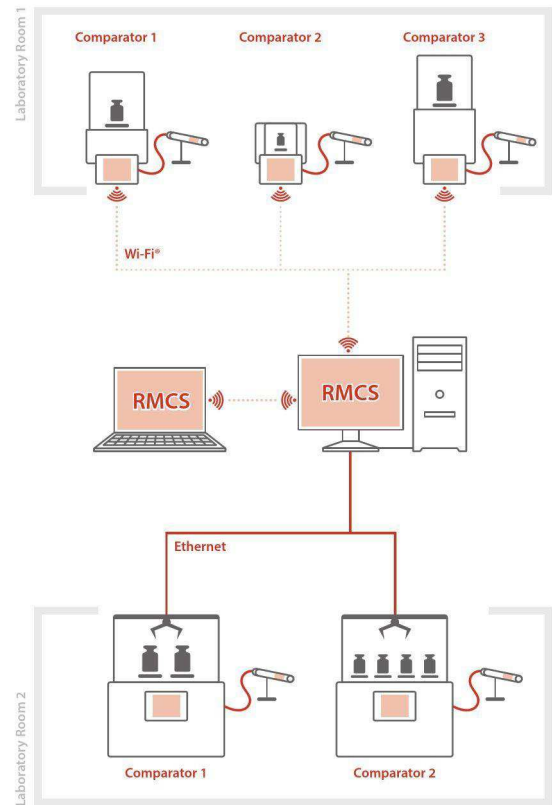 Laboratory Room 1
Comparator 1
Comparator 2
Comparator 3
Wi-Fi®
RMCS
RMCS
Ethernet
Laboratory Room 2
Comparator 1
Comparator 2